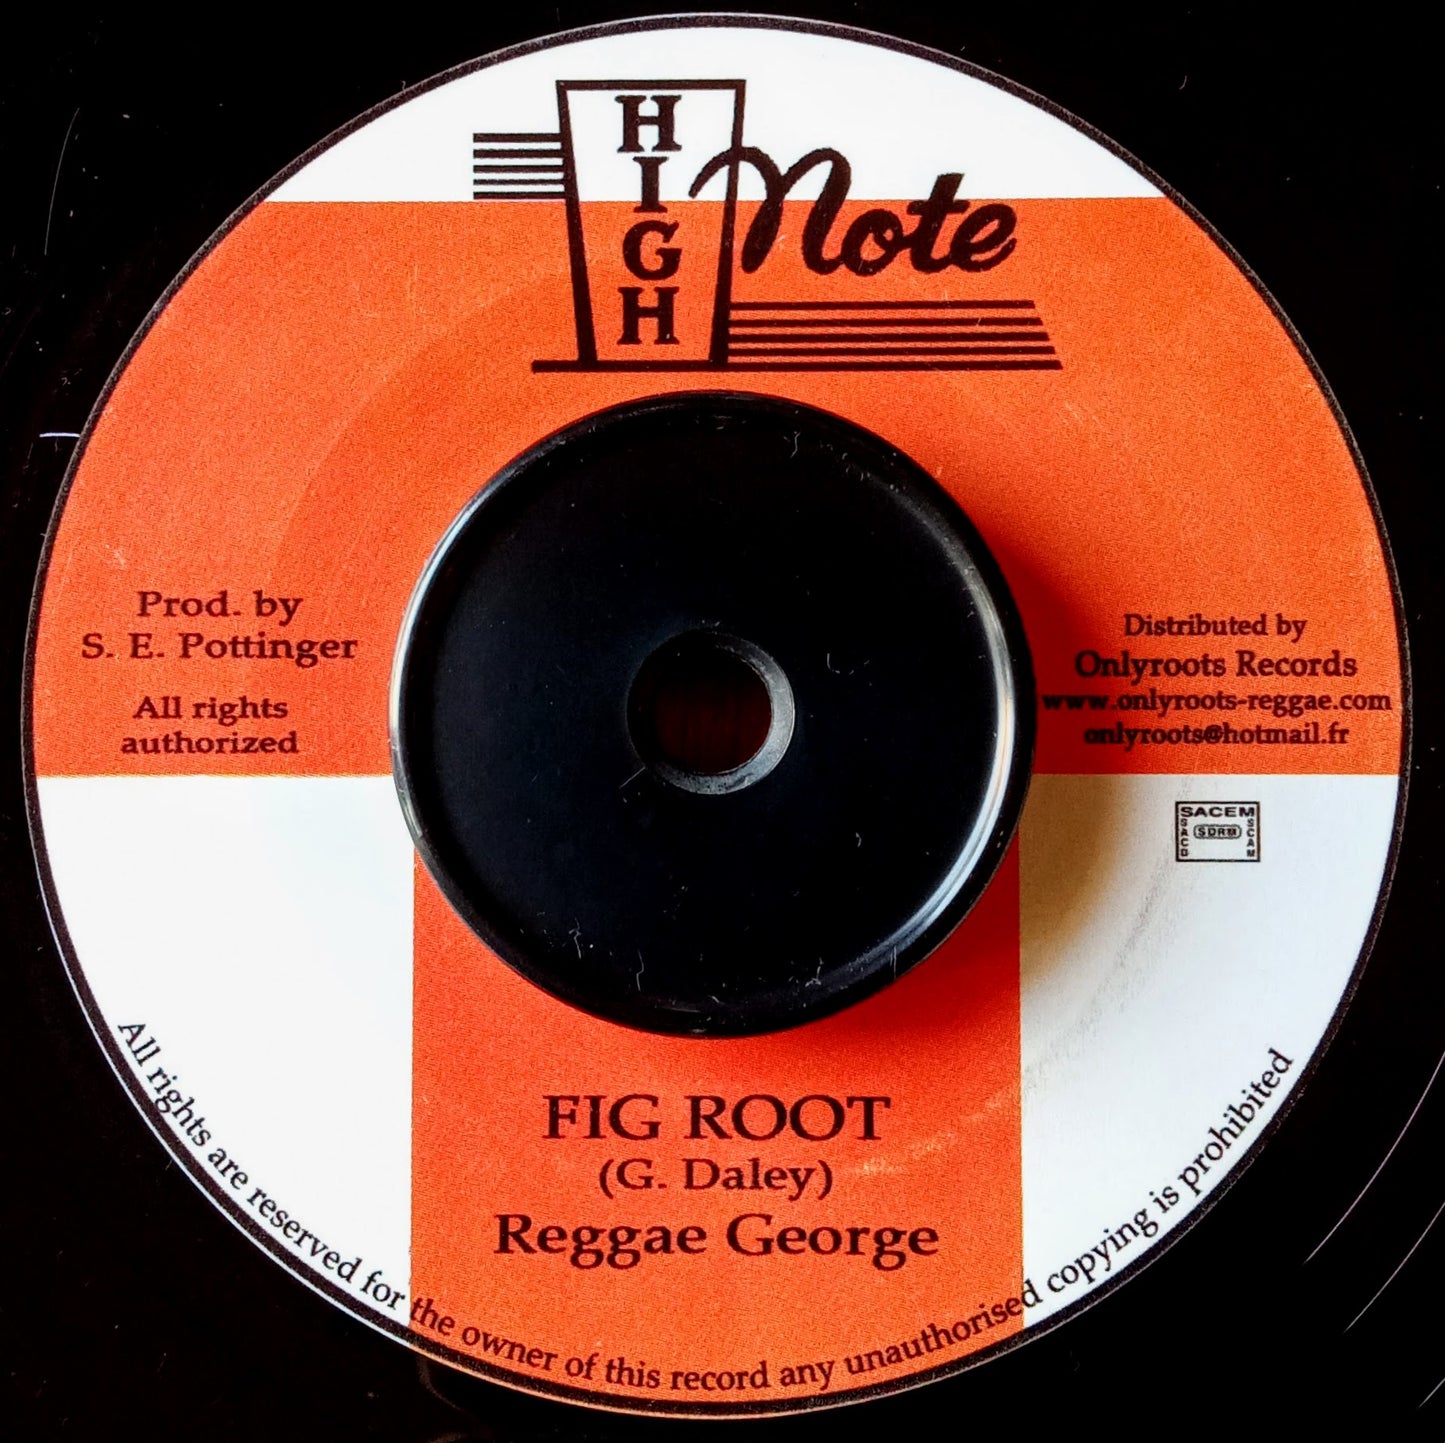 HIGH
Note
Prod. by
S. E. Pottinger
All rights
authorized
Distributed by
Onlyroots Records
www.onlyroots-reggae.com
onlyroots@hotmail.fr
SACEM
SACD
SDRM
SCAM
FIG ROOT
(G. Daley)
Reggae George
All rights are reserved for the owner of this record any unauthorised copying is prohibited